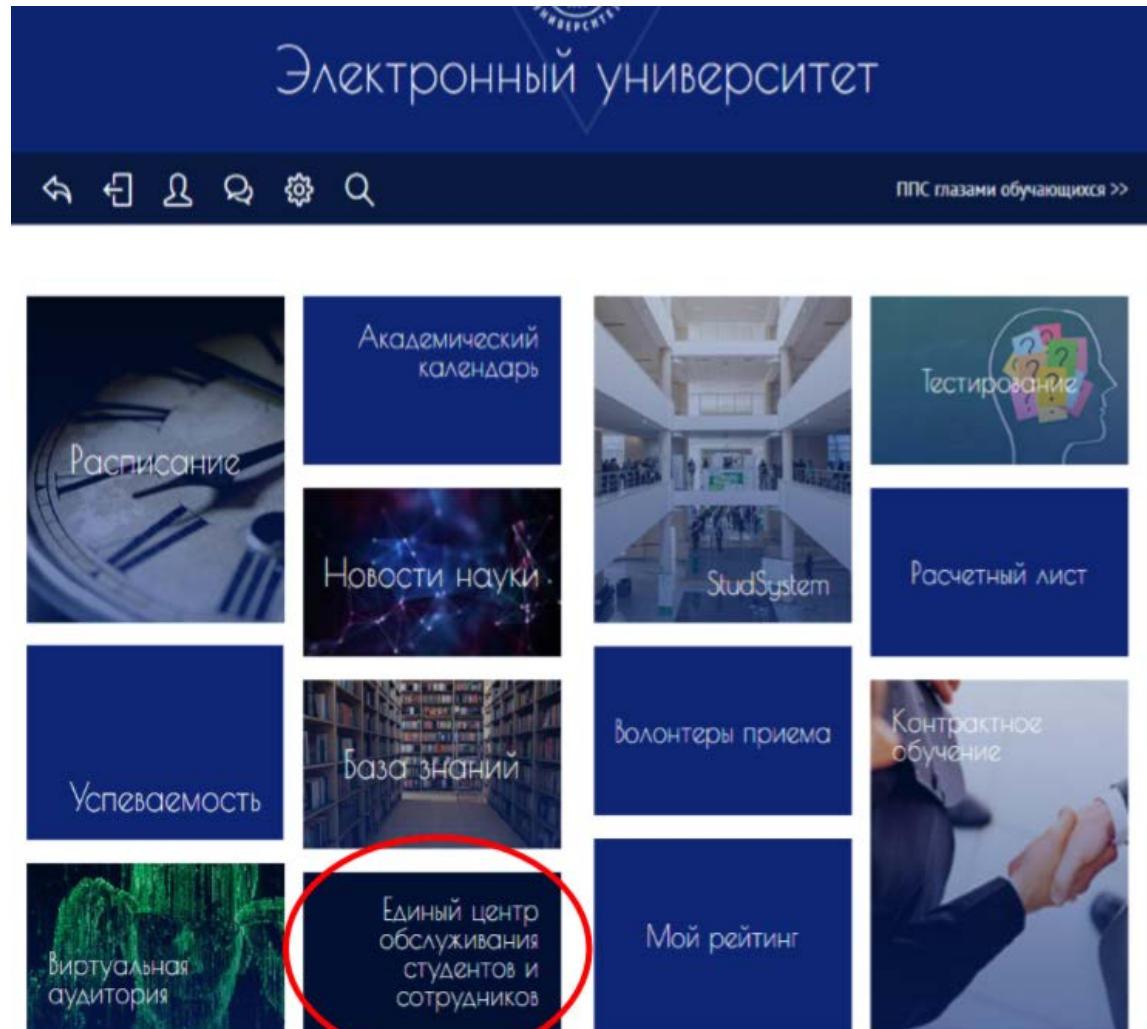 УНИВЕРСИТЕТ
Электронный университет
ППС глазами обучающихся >>
Расписание
Академический
календарь
Новости науки
StudSystem
Тестирование
Расчетный лист
Успеваемость
База знаний
Волонтеры приема
Контрактное
обучение
Виртуальная
аудитория
Единый центр
обслуживания
студентов и
сотрудников
Мой рейтинг